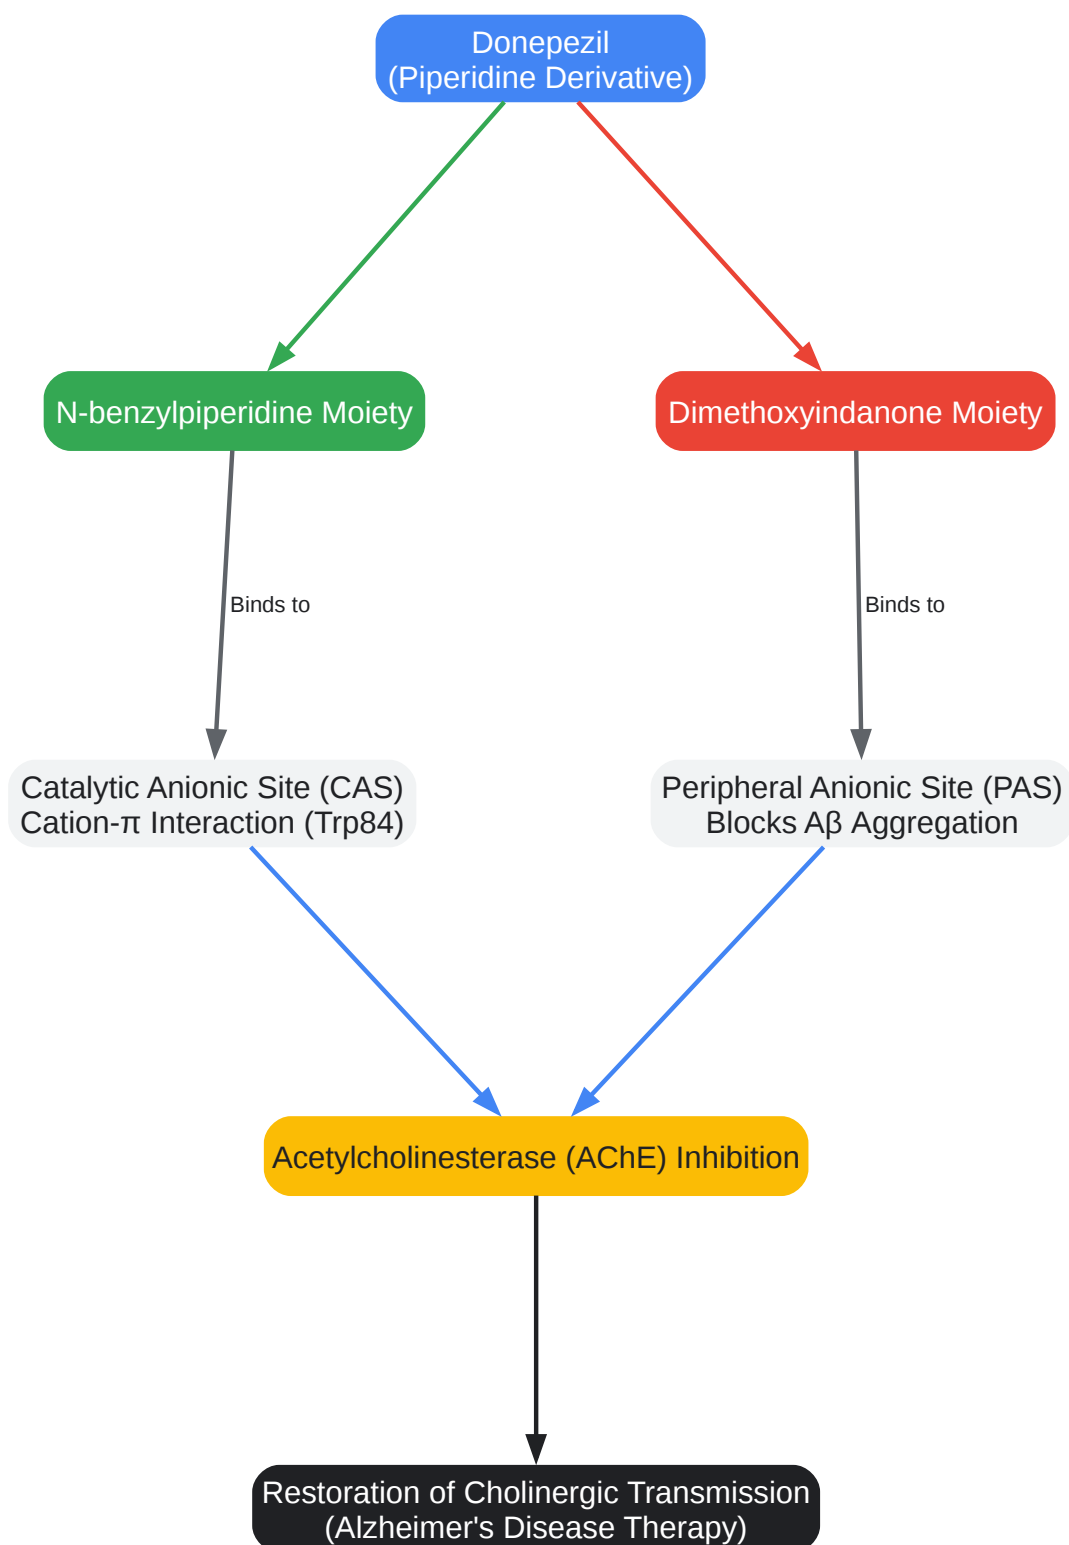 Donepezil
(Piperidine Derivative)
N-benzylpiperidine Moiety
Dimethoxyindanone Moiety
Binds to
Binds to
Catalytic Anionic Site (CAS)
Cation-π Interaction (Trp84)
Peripheral Anionic Site (PAS)
Blocks Aβ Aggregation
Acetylcholinesterase (AChE) Inhibition
Restoration of Cholinergic Transmission
(Alzheimer's Disease Therapy)